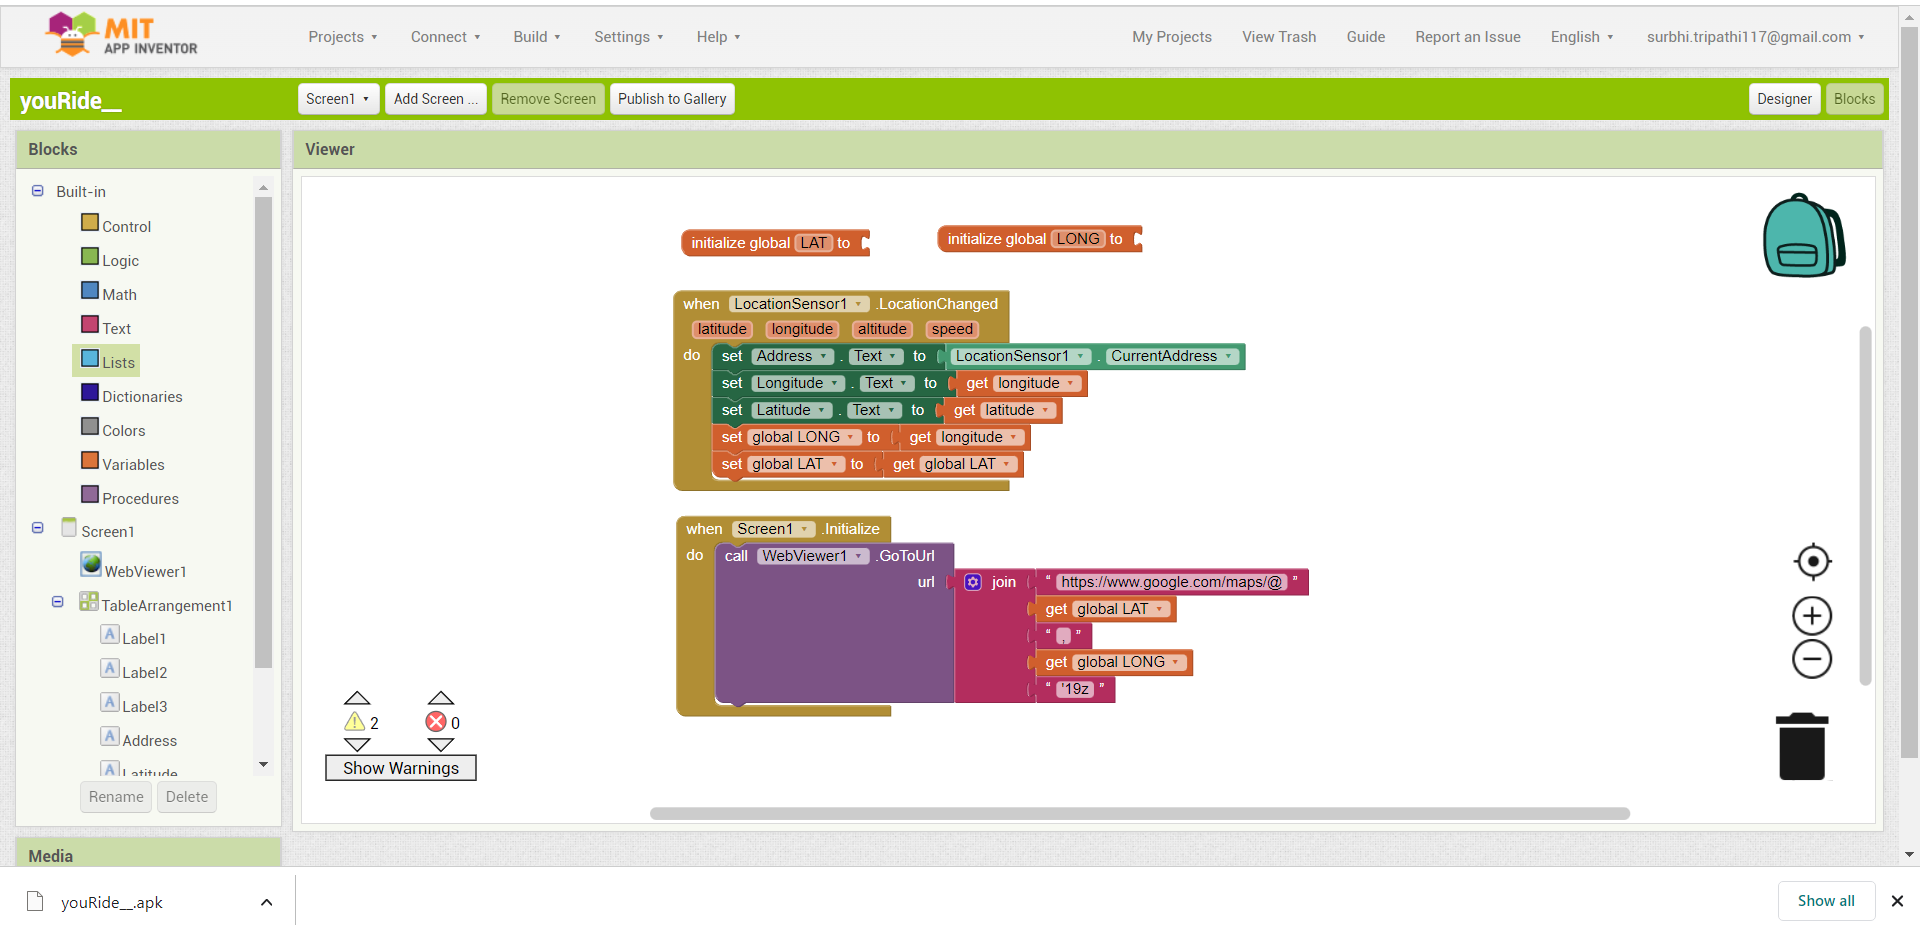 MIT
APP INVENTOR
Projects Connect Build Settings Help My Projects View Trash Guide Report an Issue English surbhi.tripathi117@gmail.com
youRide__ Screen1 Add Screen ... Remove Screen Publish to Gallery Designer Blocks
Blocks
Built-in
Control
Logic
Math
Text
Lists
Dictionaries
Colors
Variables
Procedures
Screen1
WebViewer1
TableArrangement1
Label1
Label2
Label3
Address
Latitude
Rename Delete
Media
Viewer
initialize global LAT to
initialize global LONG to
when LocationSensor1 .LocationChanged
latitude longitude altitude speed
do set Address . Text to LocationSensor1 . CurrentAddress
set Longitude . Text to get longitude
set Latitude . Text to get latitude
set global LONG to get longitude
set global LAT to get global LAT
when Screen1 .Initialize
do call WebViewer1 .GoToUrl
url join " https://www.google.com/maps/@ "
get global LAT
" , "
get global LONG
" '19z "
2 0
Show Warnings
youRide__.apk
Show all